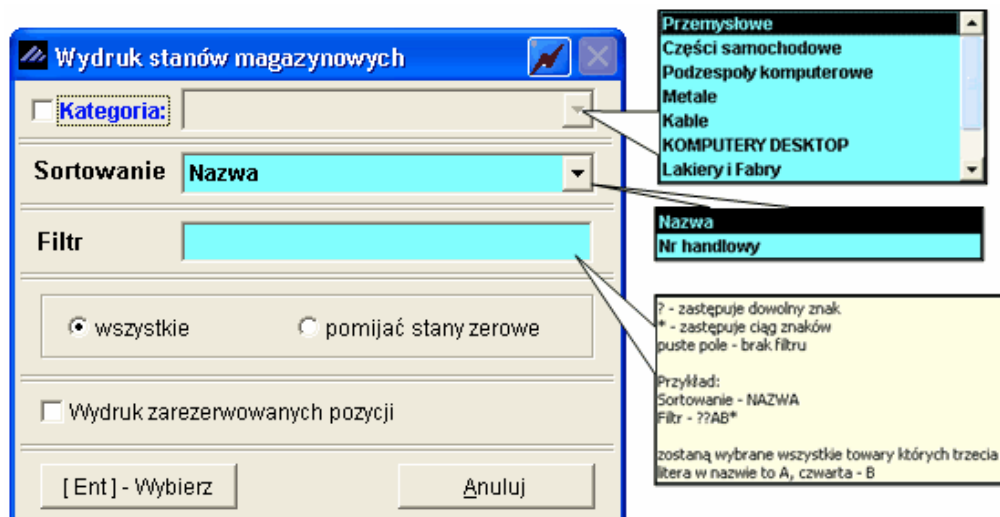 Wydruk stanów magazynowych
Kategoria:
Sortowanie Nazwa
Filtr
wszystkie pomijać stany zerowe
Wydruk zarezerwowanych pozycji
[ Ent ] - Wybierz Anuluj
Przemysłowe
Części samochodowe
Podzespoły komputerowe
Metale
Kable
KOMPUTERY DESKTOP
Lakiery i Fabry
Nazwa
Nr handlowy
? - zastępuje dowolny znak
* - zastępuje ciąg znaków
puste pole - brak filtru
Przykład:
Sortowanie - NAZWA
Filtr - ??AB*
zostaną wybrane wszystkie towary których trzecia
litera w nazwie to A, czwarta - B